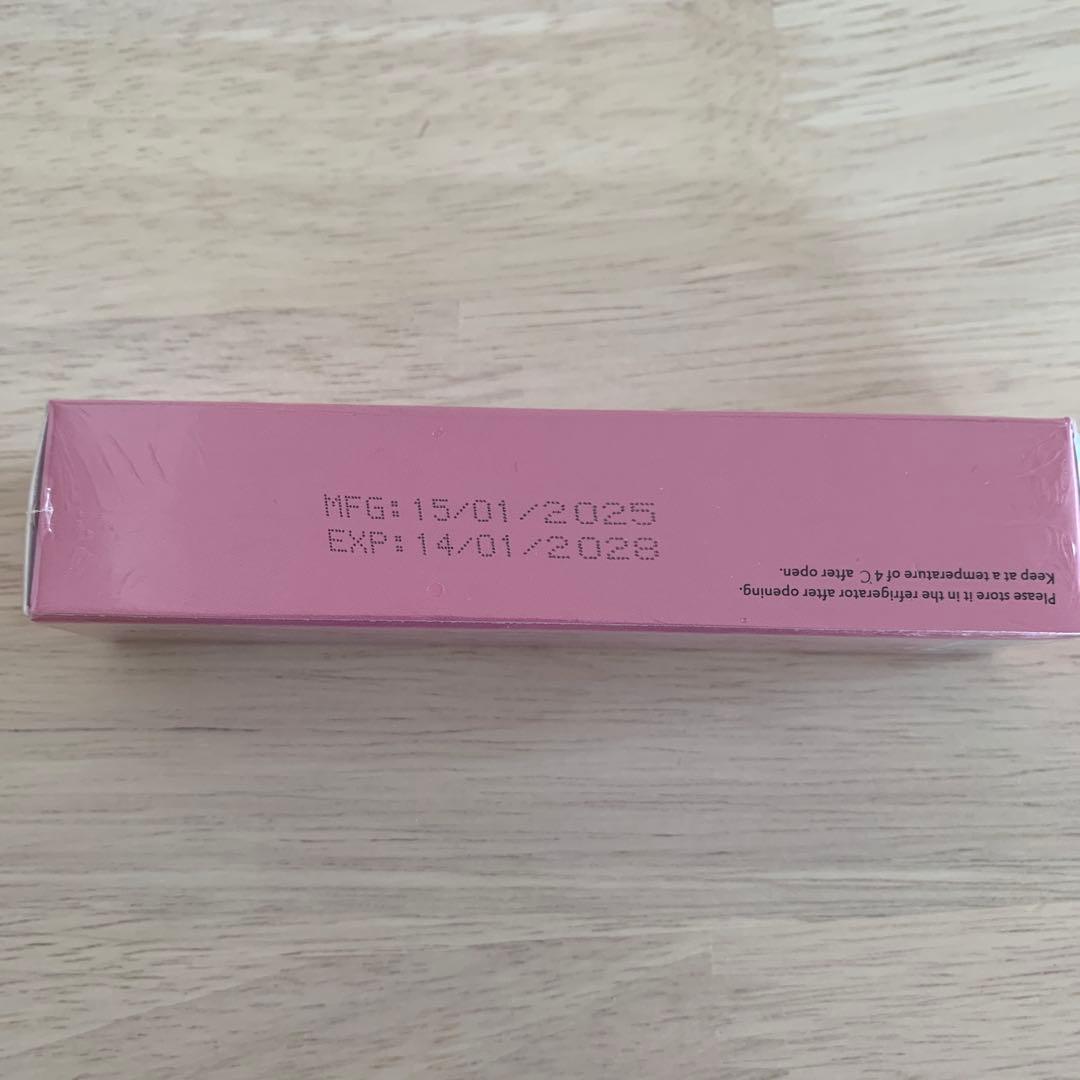 MFG:15/01/2025
EXP:14/01/2028
Please store it in the refrigerator after opening.
Keep at a temperature of 4℃ after open.